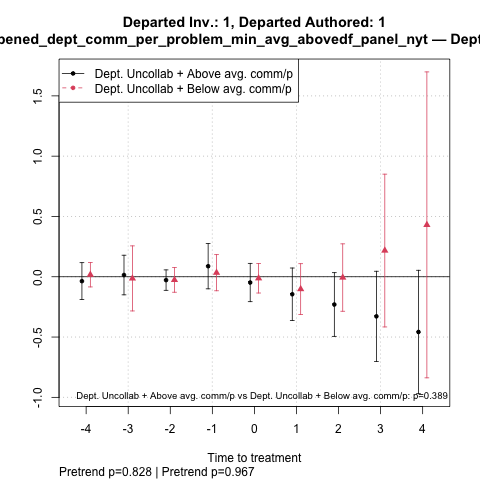 Departed Inv.: 1, Departed Authored: 1
pened_dept_comm_per_problem_min_avg_abovedf_panel_nyt — Dept
Dept. Uncollab + Above avg. comm/p
Dept. Uncollab + Below avg. comm/p
1.5
1.0
0.5
0.0
-0.5
-1.0
Dept. Uncollab + Above avg. comm/p vs Dept. Uncollab + Below avg. comm/p: p=0.389
-4 -3 -2 -1 0 1 2 3 4
Time to treatment
Pretrend p=0.828 | Pretrend p=0.967